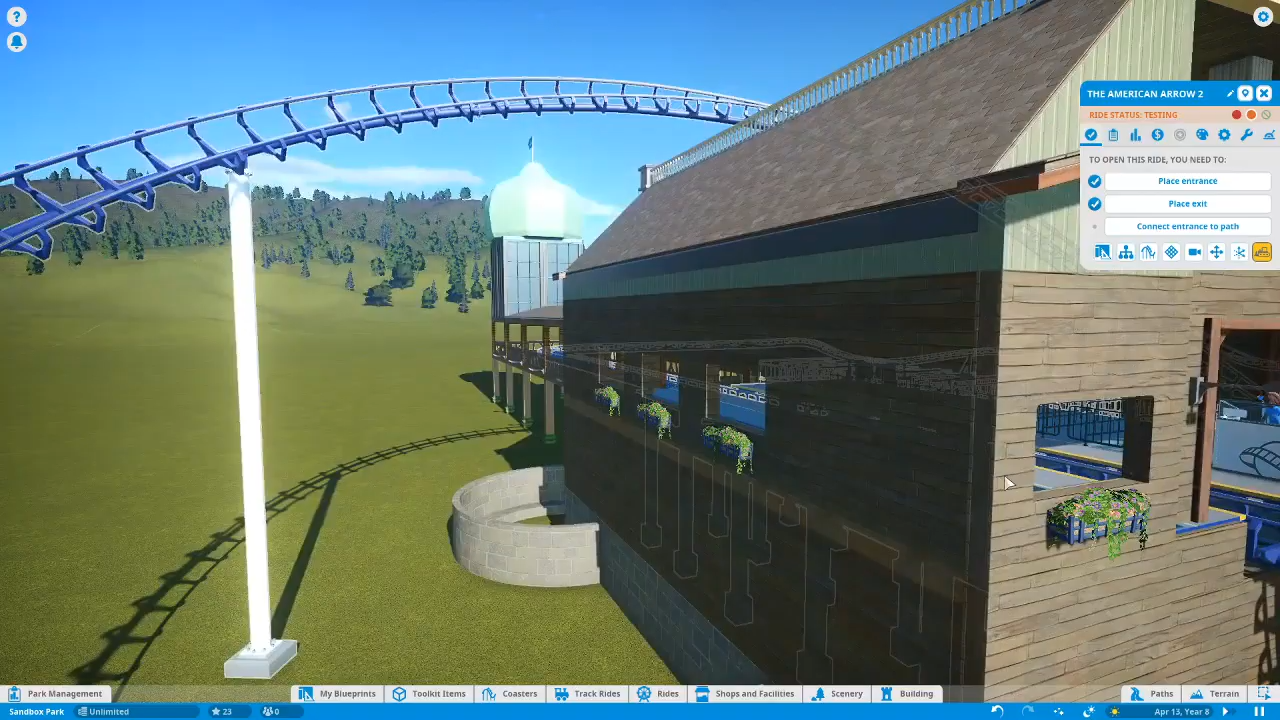 ?
THE AMERICAN ARROW 2
RIDE STATUS: TESTING
TO OPEN THIS RIDE, YOU NEED TO:
Place entrance
Place exit
Connect entrance to path
Park Management
My Blueprints
Toolkit Items
Coasters
Track Rides
Rides
Shops and Facilities
Scenery
Building
Paths
Terrain
Sandbox Park
Unlimited
23
0
Apr 13, Year 8